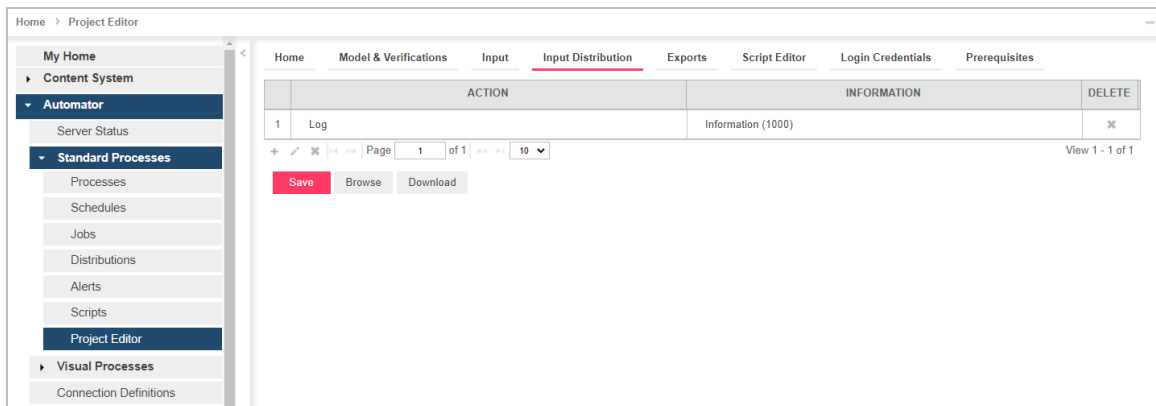 Home > Project Editor
My Home
Content System
Automator
Server Status
Standard Processes
Processes
Schedules
Jobs
Distributions
Alerts
Scripts
Project Editor
Visual Processes
Connection Definitions
Home Model & Verifications Input Input Distribution Exports Script Editor Login Credentials Prerequisites
ACTION INFORMATION DELETE
1 Log Information (1000)
Page 1 of 1 10 View 1 - 1 of 1
Save Browse Download